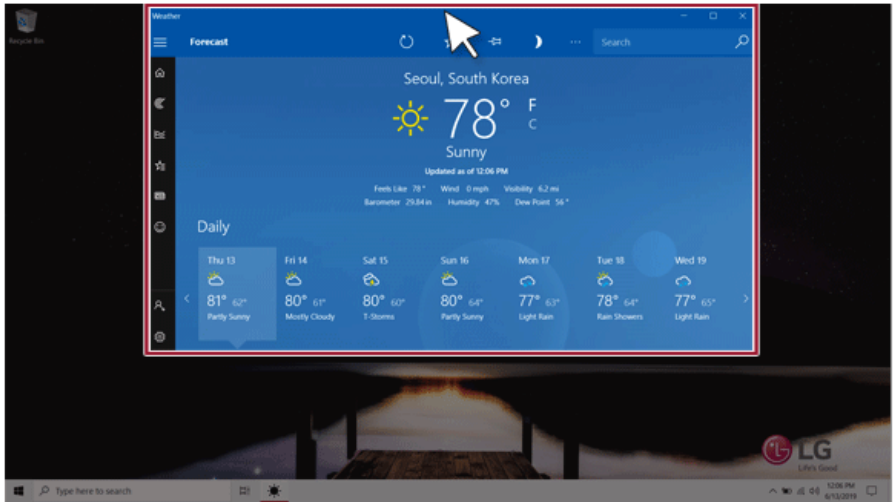 Weather
Recycle Bin
Forecast
Search
Seoul, South Korea
78° F
C
Sunny
Updated as of 12:06 PM
Feels Like 78° Wind 0 mph Visibility 6.2 mi
Barometer 29.84 in Humidity 47% Dew Point 56°
Daily
Thu 13 Fri 14 Sat 15 Sun 16 Mon 17 Tue 18 Wed 19
81° 62° 80° 61° 80° 60° 80° 64° 77° 63° 78° 64° 77° 65°
Partly Sunny Mostly Cloudy T-Storms Partly Sunny Light Rain Rain Showers Light Rain
LG
Life's Good
Type here to search
12:06 PM
6/13/2019